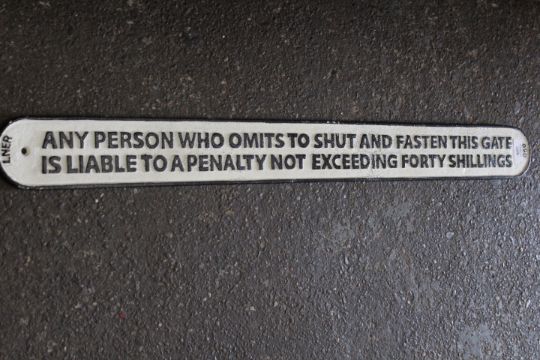 LNER
ANY PERSON WHO OMITS TO SHUT AND FASTEN THIS GATE
IS LIABLE TO A PENALTY NOT EXCEEDING FORTY SHILLINGS